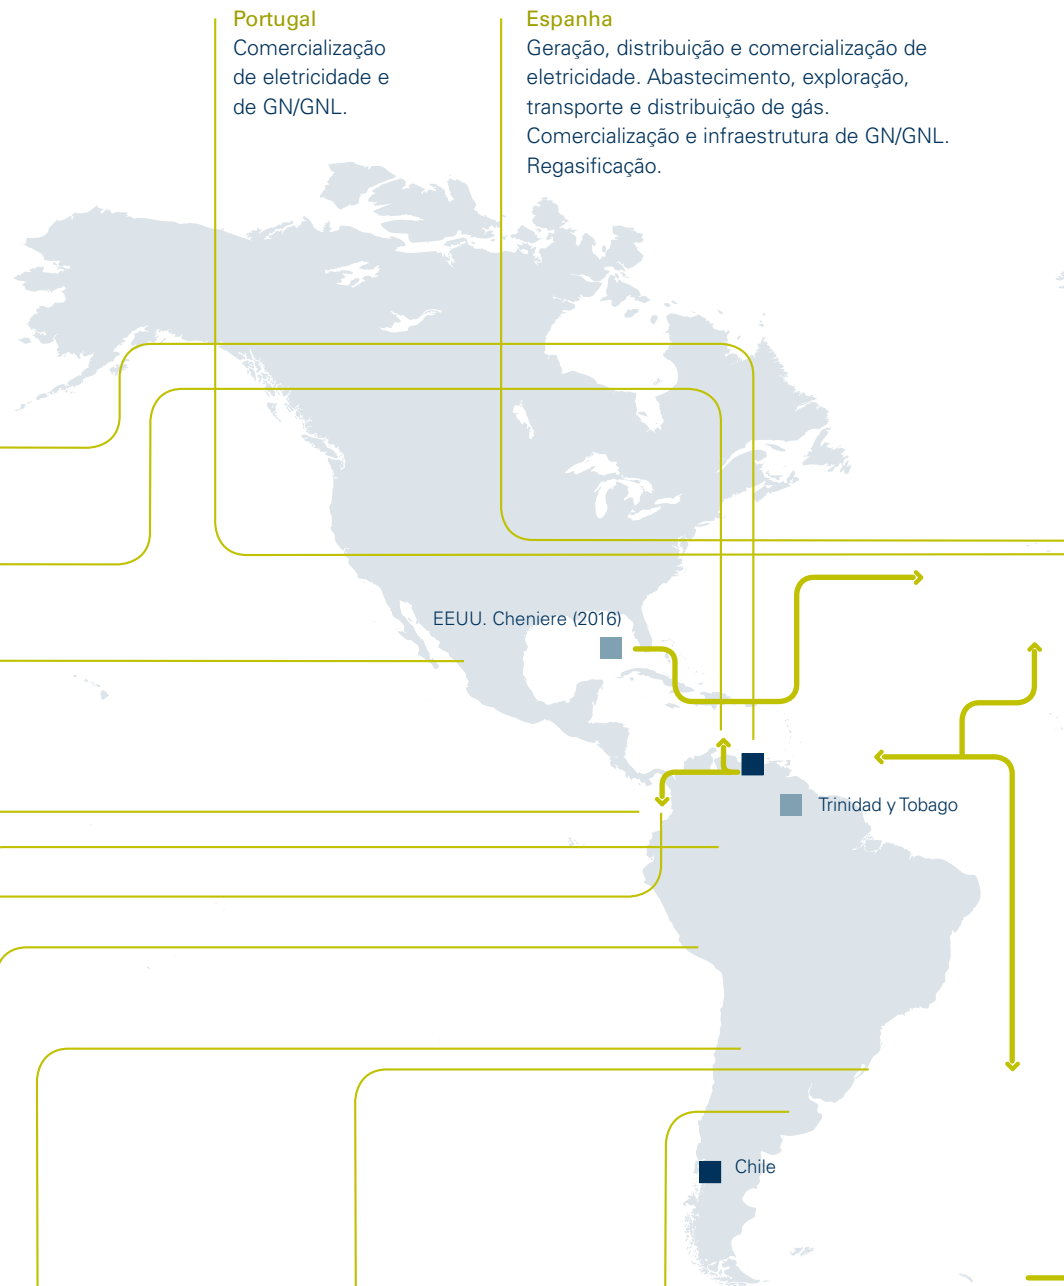 Portugal
Comercialização
de eletricidade e
de GN/GNL.
Espanha
Geração, distribuição e comercialização de
eletricidade. Abastecimento, exploração,
transporte e distribuição de gás.
Comercialização e infraestrutura de GN/GNL.
Regasificação.
EEUU. Cheniere (2016)
Trinidad y Tobago
Chile